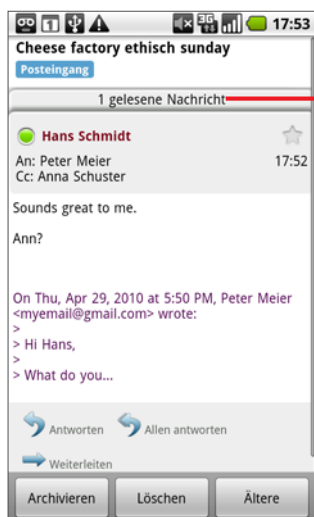 3G
17:53
Cheese factory ethisch sunday
Posteingang
1 gelesene Nachricht
Hans Schmidt
An: Peter Meier
17:52
Cc: Anna Schuster
Sounds great to me.
Ann?
On Thu, Apr 29, 2010 at 5:50 PM, Peter Meier
<myemail@gmail.com> wrote:
>
> Hi Hans,
>
> What do you...
Antworten
Allen antworten
Weiterleiten
Archivieren
Löschen
Ältere